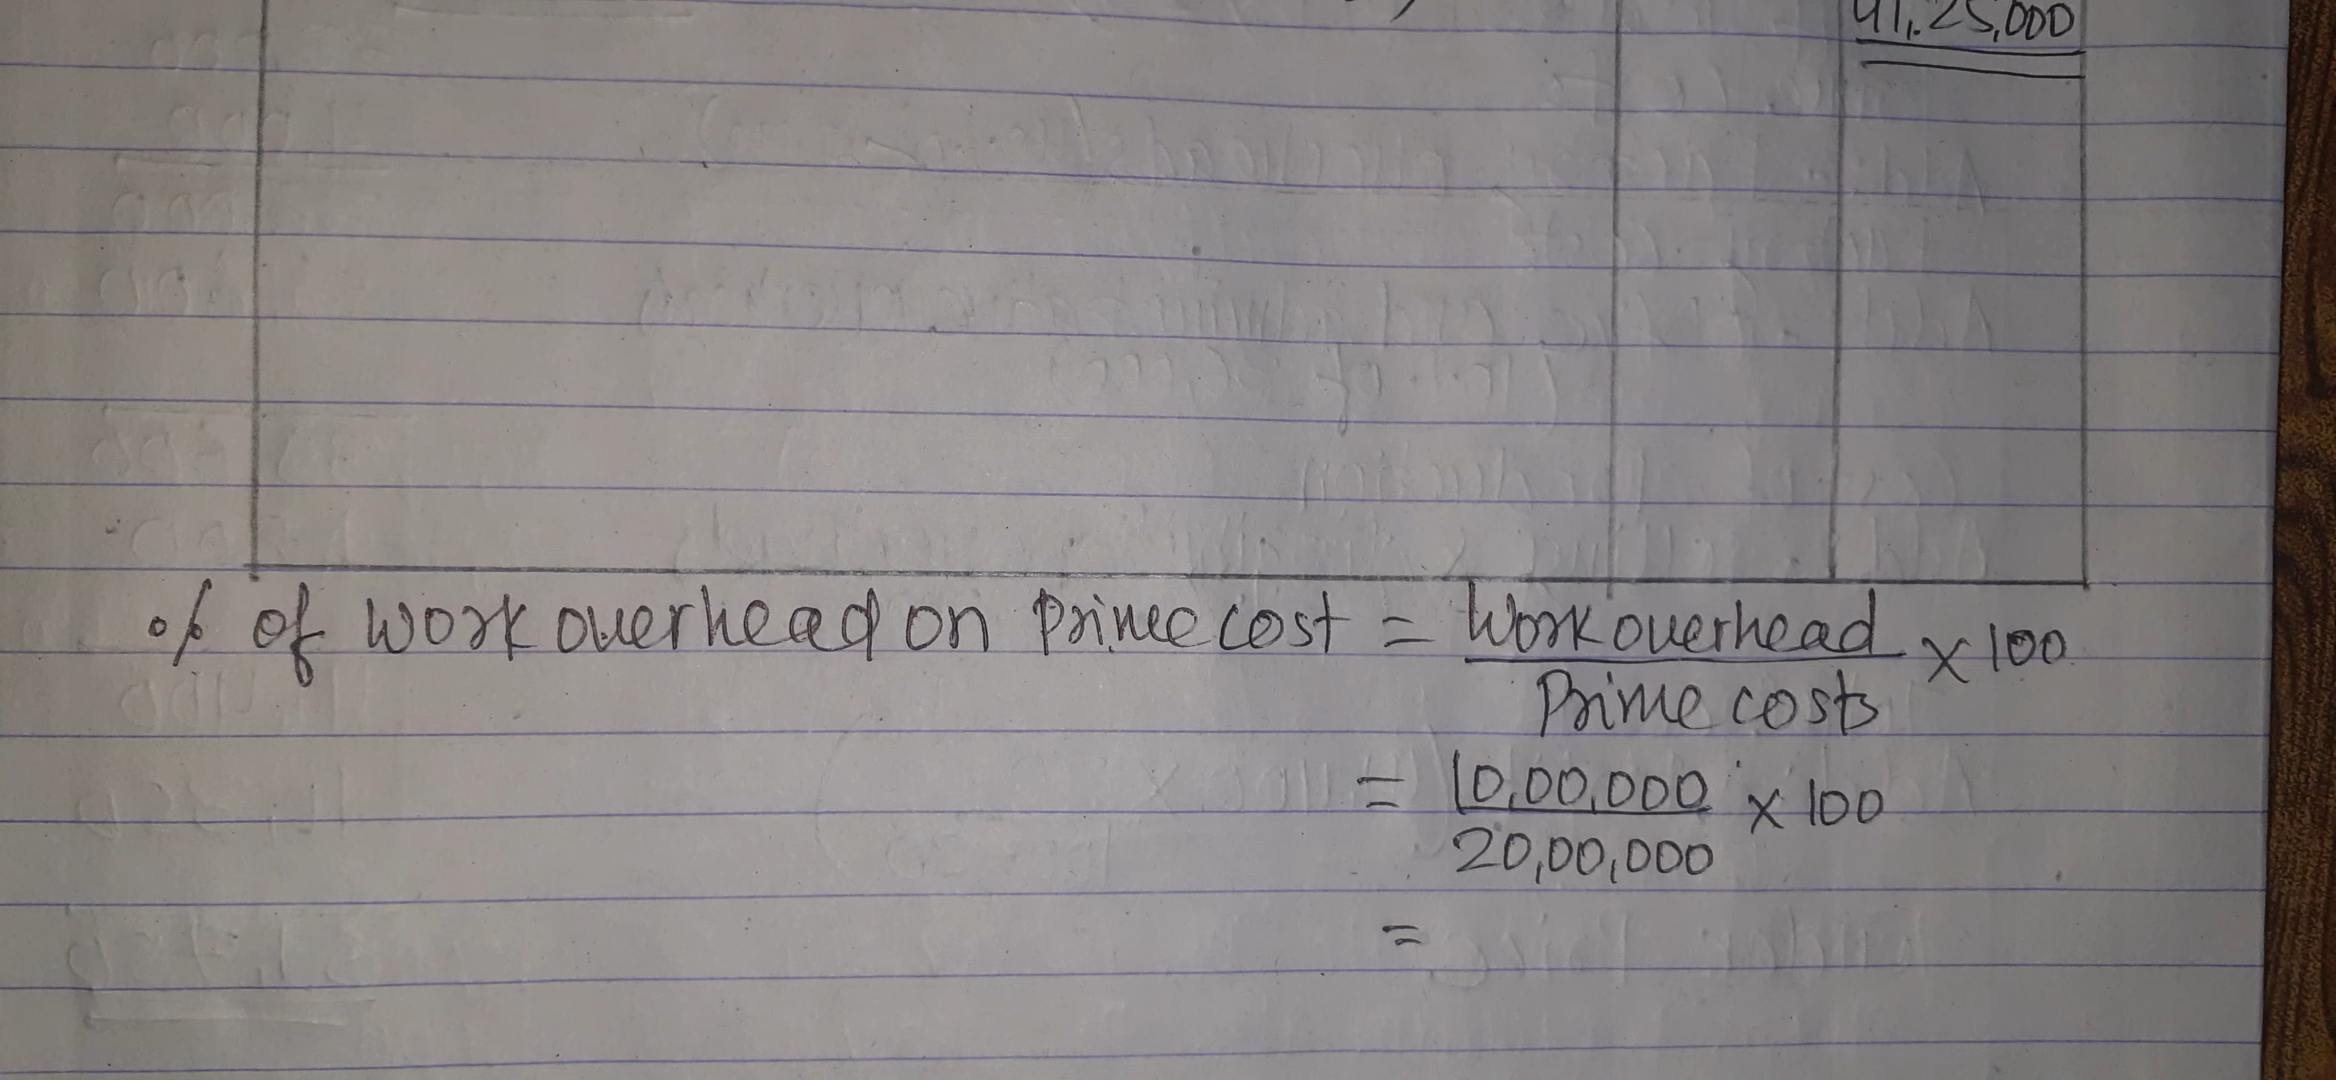 41,25,000
% of work overhead on Prime cost = Work overhead × 100
Prime costs
= 10,00,000 × 100
20,00,000
=